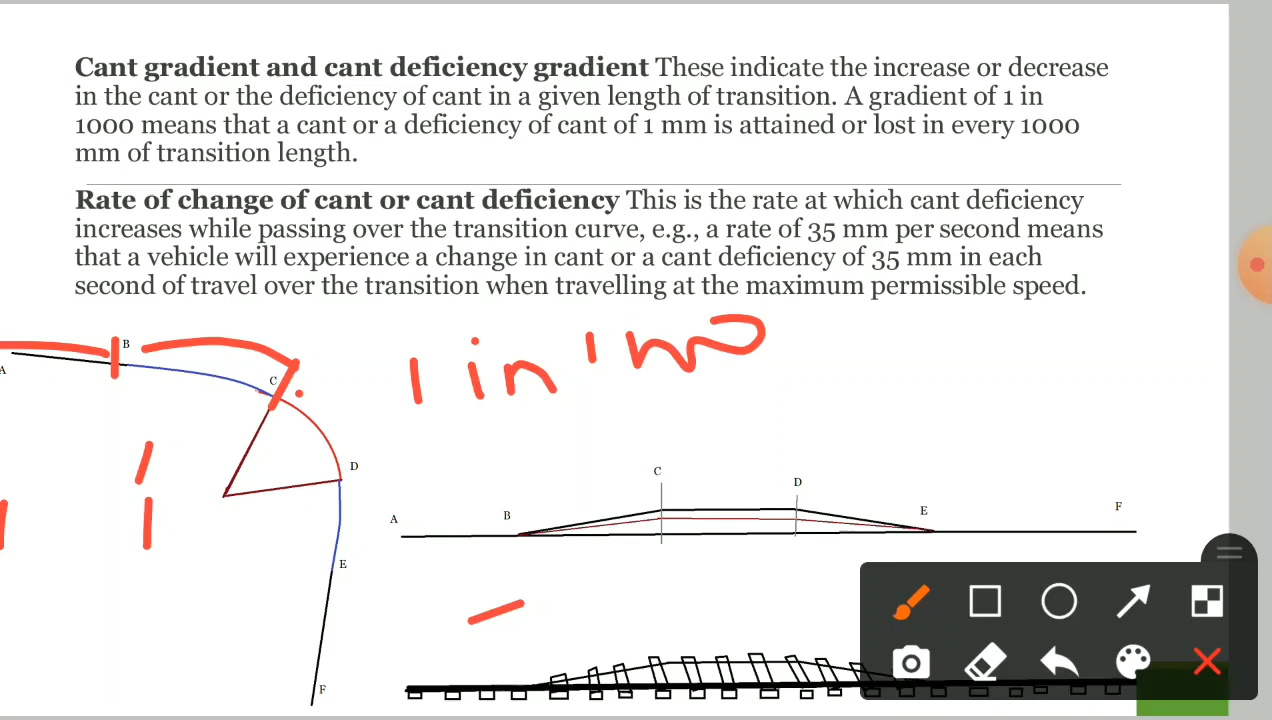 Cant gradient and cant deficiency gradient These indicate the increase or decrease
in the cant or the deficiency of cant in a given length of transition. A gradient of 1 in
1000 means that a cant or a deficiency of cant of 1 mm is attained or lost in every 1000
mm of transition length.
Rate of change of cant or cant deficiency This is the rate at which cant deficiency
increases while passing over the transition curve, e.g., a rate of 35 mm per second means
that a vehicle will experience a change in cant or a cant deficiency of 35 mm in each
second of travel over the transition when travelling at the maximum permissible speed.
A
B
C
D
E
F
1 in
A
B
C
D
E
F